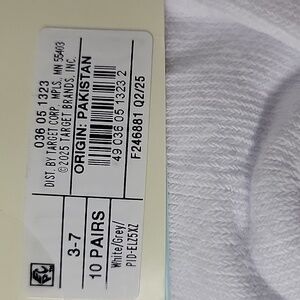 036 05 1323
DIST. BY TARGET CORP. MPLS, MN 55403
©2025 TARGET BRANDS, INC.
ORIGIN: PAKISTAN
49 036 05 1323 2
F246881 Q2/25
3-7
10 PAIRS
White/Grey/
PID-ELZ5XZ